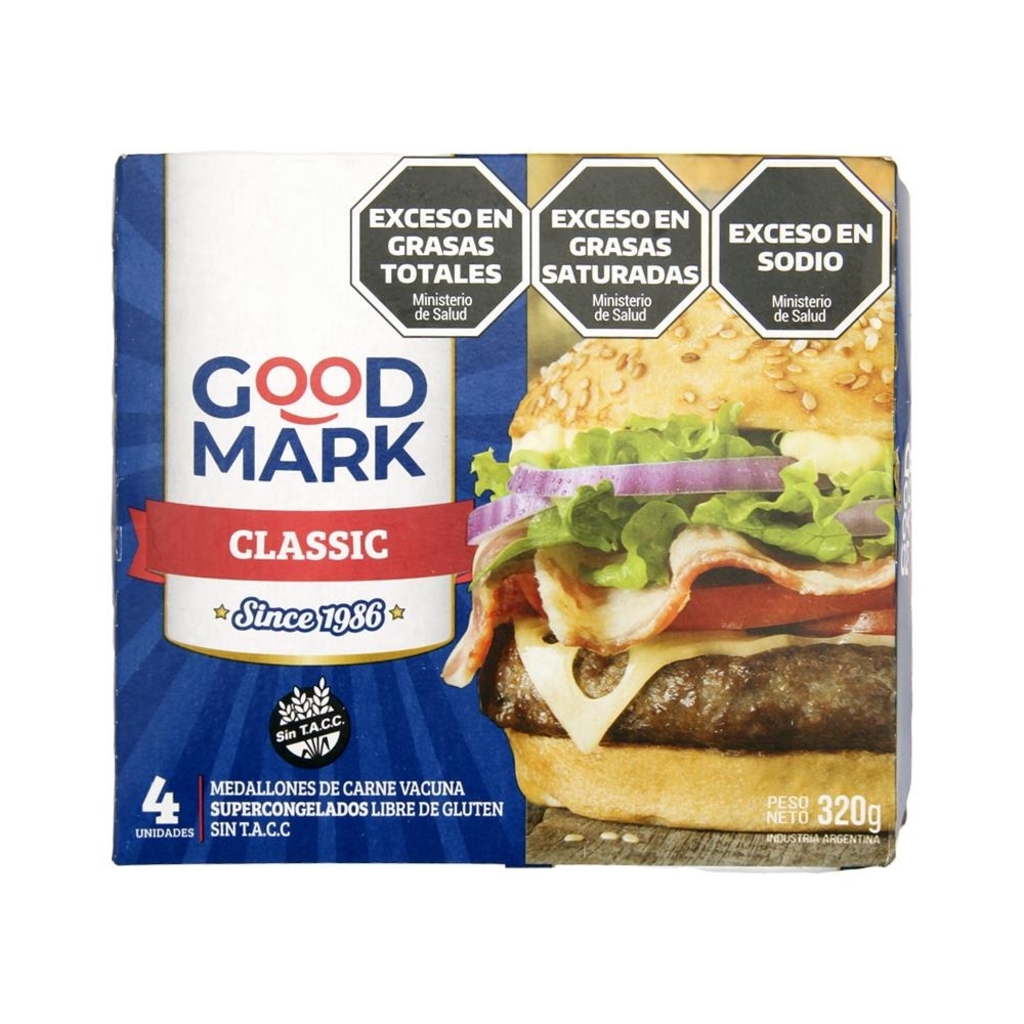 EXCESO EN
GRASAS
TOTALES
Ministerio
de Salud
EXCESO EN
GRASAS
SATURADAS
Ministerio
de Salud
EXCESO EN
SODIO
Ministerio
de Salud
GOOD
MARK
CLASSIC
Since 1986
Sin T.A.C.C.
4
UNIDADES
MEDALLONES DE CARNE VACUNA
SUPERCONGELADOS LIBRE DE GLUTEN
SIN T.A.C.C
PESO
NETO 320g
INDUSTRIA ARGENTINA